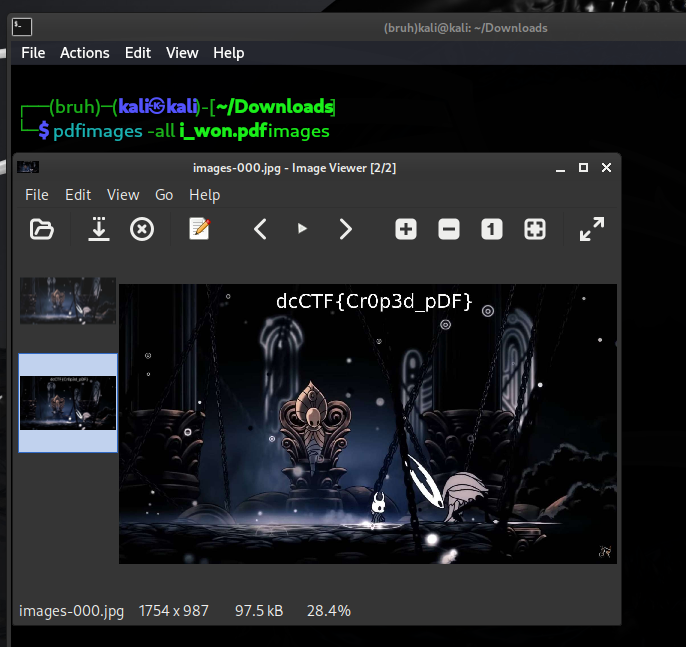 (bruh)kali@kali: ~/Downloads
File Actions Edit View Help
┌──(bruh)─(kali㉿kali)-[~/Downloads]
└─$ pdfimages -all i_won.pdf images
images-000.jpg - Image Viewer [2/2]
File Edit View Go Help
1
dcCTF{Cr0p3d_pDF}
images-000.jpg 1754 x 987 97.5 kB 28.4%